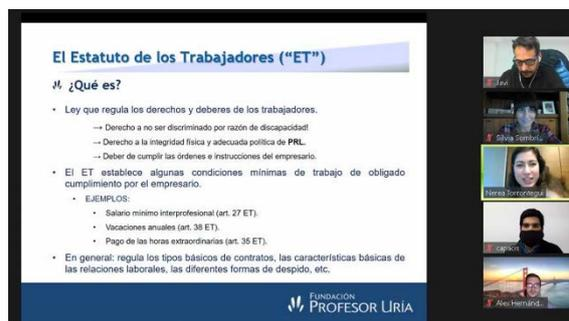 El Estatuto de los Trabajadores (“ET”)
¿Qué es?
• Ley que regula los derechos y deberes de los trabajadores.
→ Derecho a no ser discriminado por razón de discapacidad!
→ Derecho a la integridad física y adecuada política de PRL.
→ Deber de cumplir las órdenes e instrucciones del empresario.
• El ET establece algunas condiciones mínimas de trabajo de obligado
cumplimiento por el empresario.
• EJEMPLOS:
• Salario mínimo interprofesional (art. 27 ET).
• Vacaciones anuales (art. 38 ET).
• Pago de las horas extraordinarias (art. 35 ET).
• En general: regula los tipos básicos de contratos, las características básicas de
las relaciones laborales, las diferentes formas de despido, etc.
FUNDACIÓN
PROFESOR URÍA
Javi
Silvia Sombrí...
Nerea Torrontegui
capacis
Alex Hernánd...